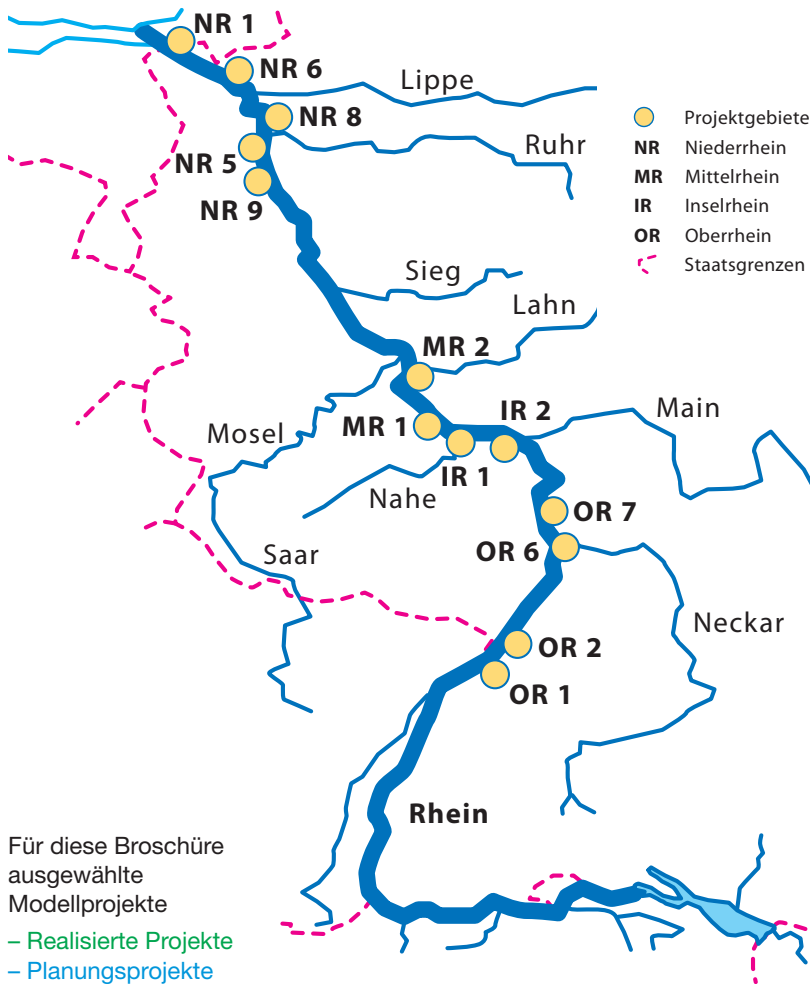 NR 1
NR 6
Lippe
NR 8
Ruhr
NR 5
NR 9
Projektgebiete
NR Niederrhein
MR Mittelrhein
IR Inselrhein
OR Oberrhein
Staatsgrenzen
Sieg
Lahn
MR 2
IR 2
Main
Mosel
MR 1
IR 1
Nahe
OR 7
OR 6
Saar
Neckar
OR 2
OR 1
Rhein
Für diese Broschüre
ausgewählte
Modellprojekte
– Realisierte Projekte
– Planungsprojekte